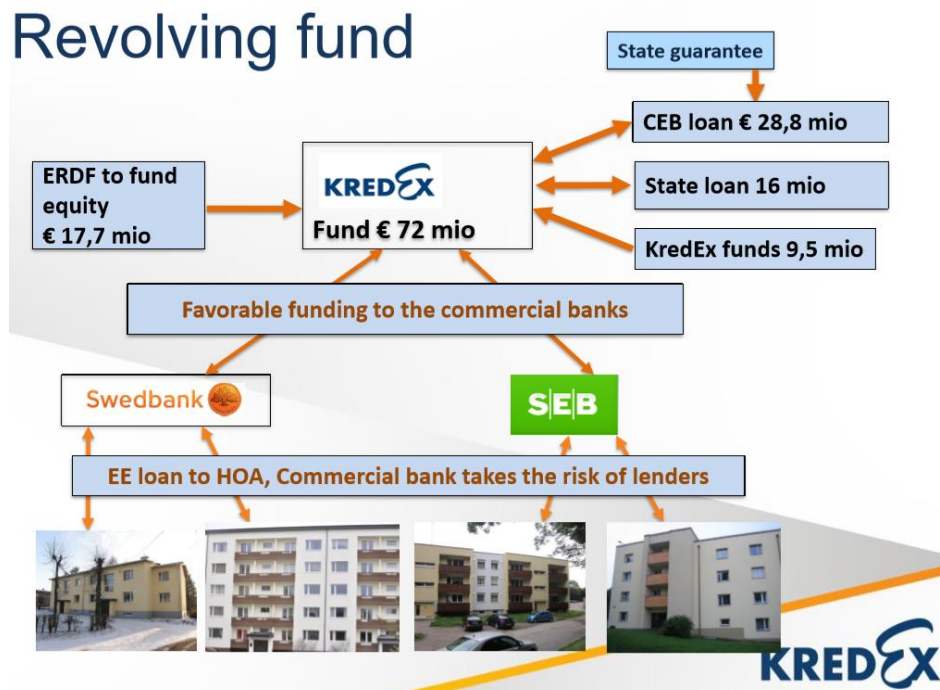 Revolving fund
State guarantee
CEB loan € 28,8 mio
ERDF to fund
equity
€ 17,7 mio
KREDEX
Fund € 72 mio
State loan 16 mio
KredEx funds 9,5 mio
Favorable funding to the commercial banks
Swedbank
S|E|B
EE loan to HOA, Commercial bank takes the risk of lenders
KREDEX